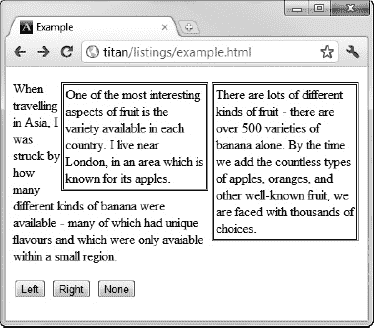 Example
titan/listings/example.html
When
travelling
in Asia, I
was
struck by
how
many
different kinds of banana were
available - many of which had unique
flavours and which were only avaiable
within a small region.
One of the most interesting
aspects of fruit is the
variety available in each
country. I live near
London, in an area which is
known for its apples.
There are lots of different
kinds of fruit - there are
over 500 varieties of
banana alone. By the time
we add the countless types
of apples, oranges, and
other well-known fruit, we
are faced with thousands of
choices.
Left Right None